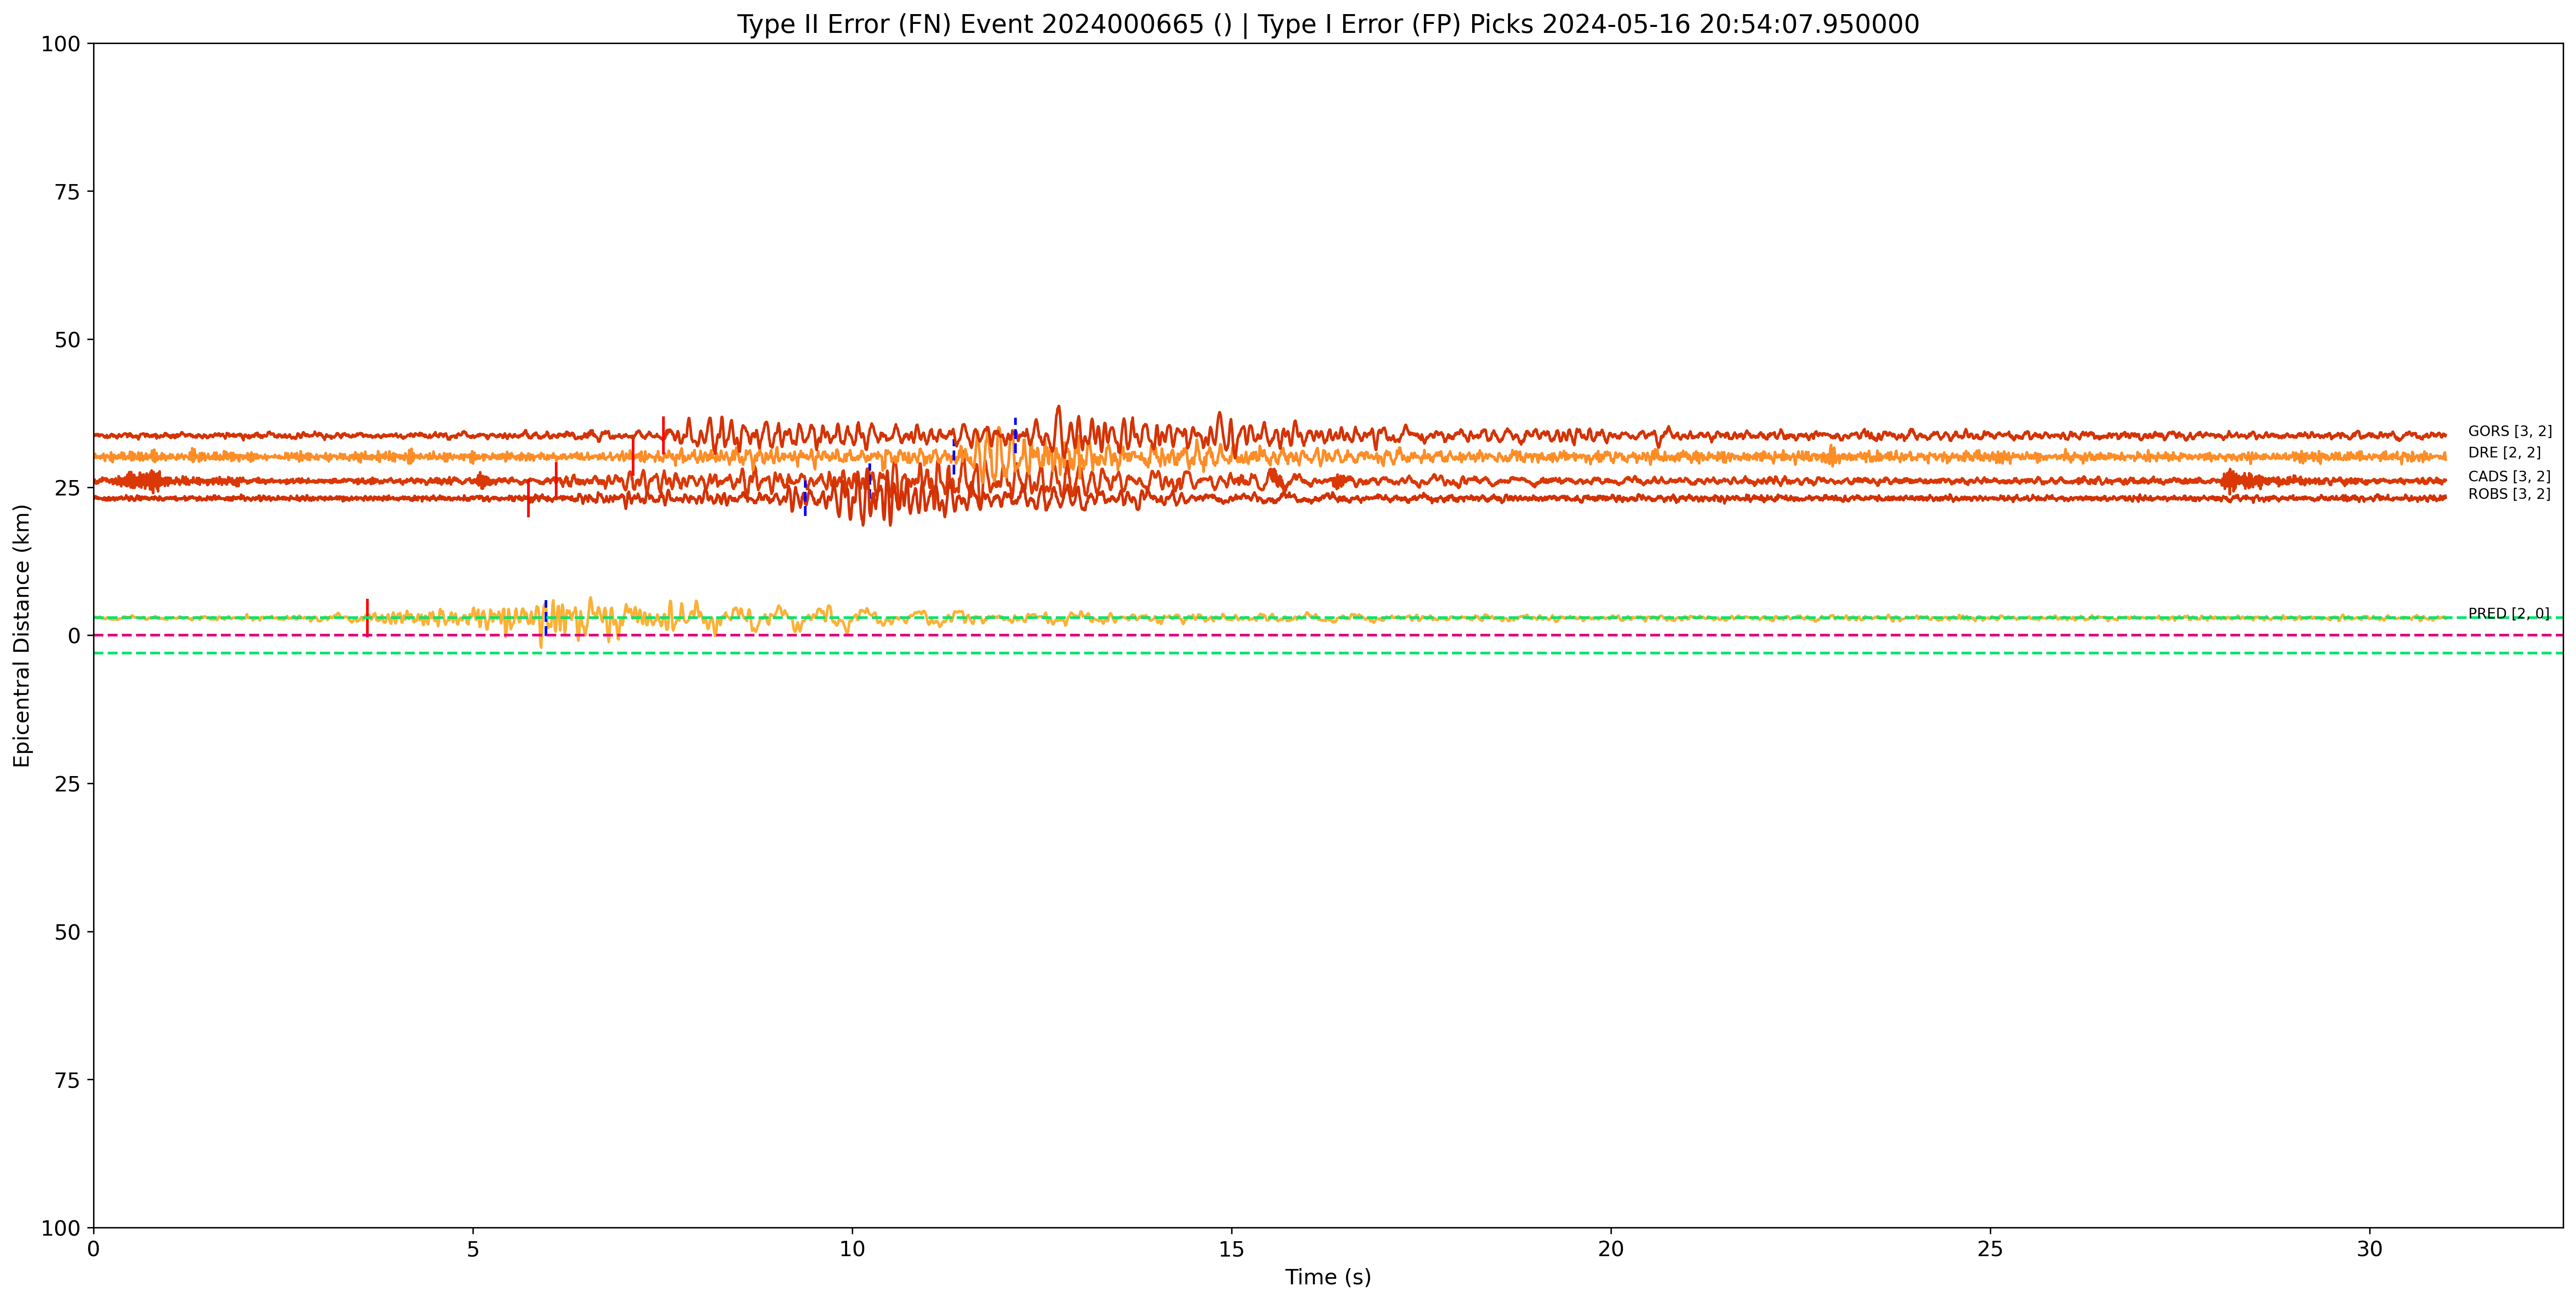 Type II Error (FN) Event 2024000665 () | Type I Error (FP) Picks 2024-05-16 20:54:07.950000
100
75
50
25
0
25
50
75
100
Epicentral Distance (km)
GORS [3, 2]
DRE [2, 2]
CADS [3, 2]
ROBS [3, 2]
PRED [2, 0]
0 5 10 15 20 25 30
Time (s)